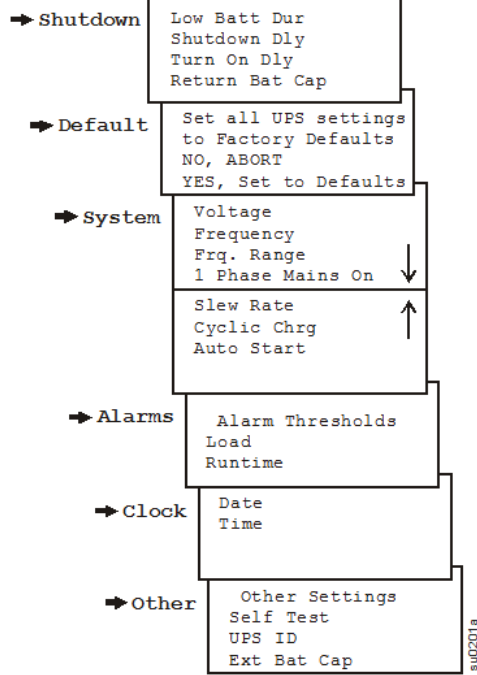 Shutdown
Low Batt Dur
Shutdown Dly
Turn On Dly
Return Bat Cap
Default
Set all UPS settings
to Factory Defaults
NO, ABORT
YES, Set to Defaults
System
Voltage
Frequency
Frq. Range
1 Phase Mains On
Slew Rate
Cyclic Chrg
Auto Start
Alarms
Alarm Thresholds
Load
Runtime
Clock
Date
Time
Other
Other Settings
Self Test
UPS ID
Ext Bat Cap
su0201a